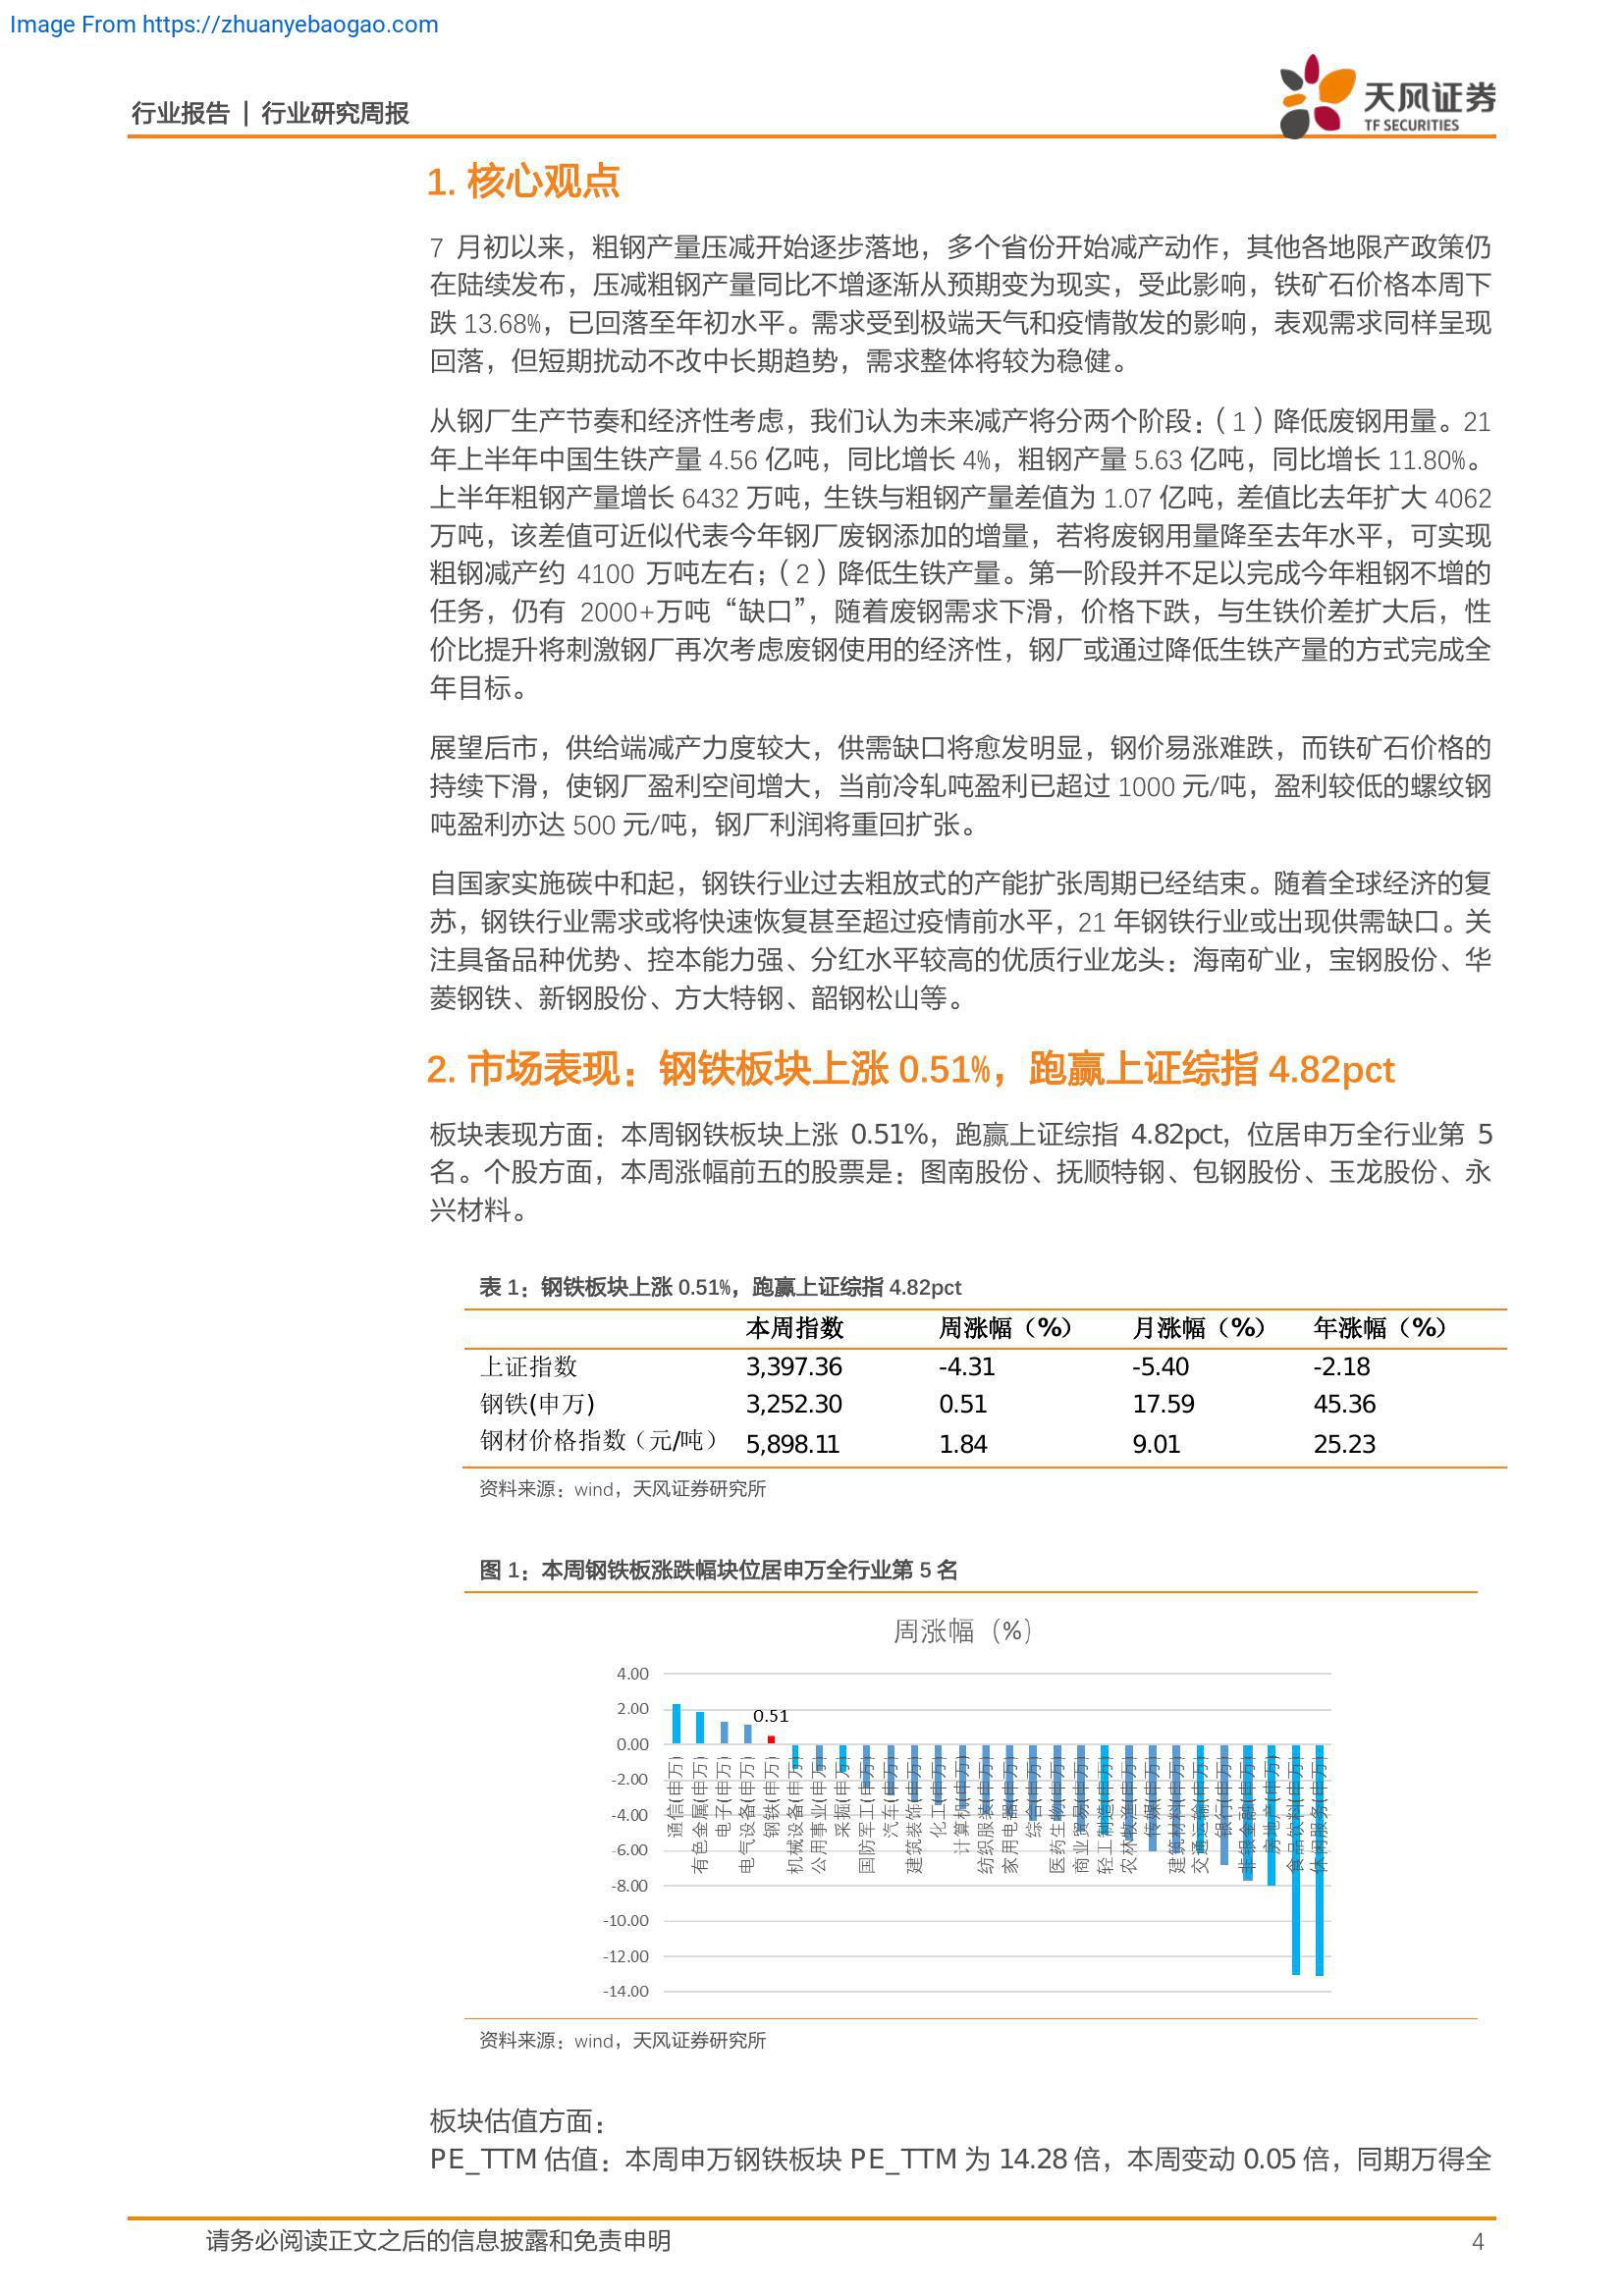 Image From https://zhuanyebaogao.com
行业报告 | 行业研究周报
天风证券
TF SECURITIES
1. 核心观点
7 月初以来，粗钢产量压减开始逐步落地，多个省份开始减产动作，其他各地限产政策仍
在陆续发布，压减粗钢产量同比不增逐渐从预期变为现实，受此影响，铁矿石价格本周下
跌 13.68%，已回落至年初水平。需求受到极端天气和疫情散发的影响，表观需求同样呈现
回落，但短期扰动不改中长期趋势，需求整体将较为稳健。
从钢厂生产节奏和经济性考虑，我们认为未来减产将分两个阶段：（1）降低废钢用量。21
年上半年中国生铁产量 4.56 亿吨，同比增长 4%，粗钢产量 5.63 亿吨，同比增长 11.80%。
上半年粗钢产量增长 6432 万吨，生铁与粗钢产量差值为 1.07 亿吨，差值比去年扩大 4062
万吨，该差值可近似代表今年钢厂废钢添加的增量，若将废钢用量降至去年水平，可实现
粗钢减产约 4100 万吨左右；（2）降低生铁产量。第一阶段并不足以完成今年粗钢不增的
任务，仍有 2000+万吨“缺口”，随着废钢需求下滑，价格下跌，与生铁价差扩大后，性
价比提升将刺激钢厂再次考虑废钢使用的经济性，钢厂或通过降低生铁产量的方式完成全
年目标。
展望后市，供给端减产力度较大，供需缺口将愈发明显，钢价易涨难跌，而铁矿石价格的
持续下滑，使钢厂盈利空间增大，当前冷轧吨盈利已超过 1000 元/吨，盈利较低的螺纹钢
吨盈利亦达 500 元/吨，钢厂利润将重回扩张。
自国家实施碳中和起，钢铁行业过去粗放式的产能扩张周期已经结束。随着全球经济的复
苏，钢铁行业需求或将快速恢复甚至超过疫情前水平，21 年钢铁行业或出现供需缺口。关
注具备品种优势、控本能力强、分红水平较高的优质行业龙头：海南矿业，宝钢股份、华
菱钢铁、新钢股份、方大特钢、韶钢松山等。
2. 市场表现：钢铁板块上涨 0.51%，跑赢上证综指 4.82pct
板块表现方面：本周钢铁板块上涨 0.51%，跑赢上证综指 4.82pct，位居申万全行业第 5
名。个股方面，本周涨幅前五的股票是：图南股份、抚顺特钢、包钢股份、玉龙股份、永
兴材料。
表 1：钢铁板块上涨 0.51%，跑赢上证综指 4.82pct
本周指数 周涨幅（%） 月涨幅（%） 年涨幅（%）
上证指数 3,397.36 -4.31 -5.40 -2.18
钢铁(申万) 3,252.30 0.51 17.59 45.36
钢材价格指数（元/吨） 5,898.11 1.84 9.01 25.23
资料来源：wind，天风证券研究所
图 1：本周钢铁板涨跌幅块位居申万全行业第 5 名
周涨幅（%）
4.00
2.00
0.00
-2.00
-4.00
-6.00
-8.00
-10.00
-12.00
-14.00
0.51
通信(申万)
有色金属(申万)
电子(申万)
电气设备(申万)
钢铁(申万)
机械设备(申万)
公用事业(申万)
采掘(申万)
国防军工(申万)
汽车(申万)
建筑装饰(申万)
化工(申万)
计算机(申万)
纺织服装(申万)
家用电器(申万)
综合(申万)
医药生物(申万)
商业贸易(申万)
轻工制造(申万)
农林牧渔(申万)
传媒(申万)
建筑材料(申万)
交通运输(申万)
银行(申万)
非银金融(申万)
房地产(申万)
食品饮料(申万)
休闲服务(申万)
资料来源：wind，天风证券研究所
板块估值方面：
PE_TTM 估值：本周申万钢铁板块 PE_TTM 为 14.28 倍，本周变动 0.05 倍，同期万得全
请务必阅读正文之后的信息披露和免责申明
4